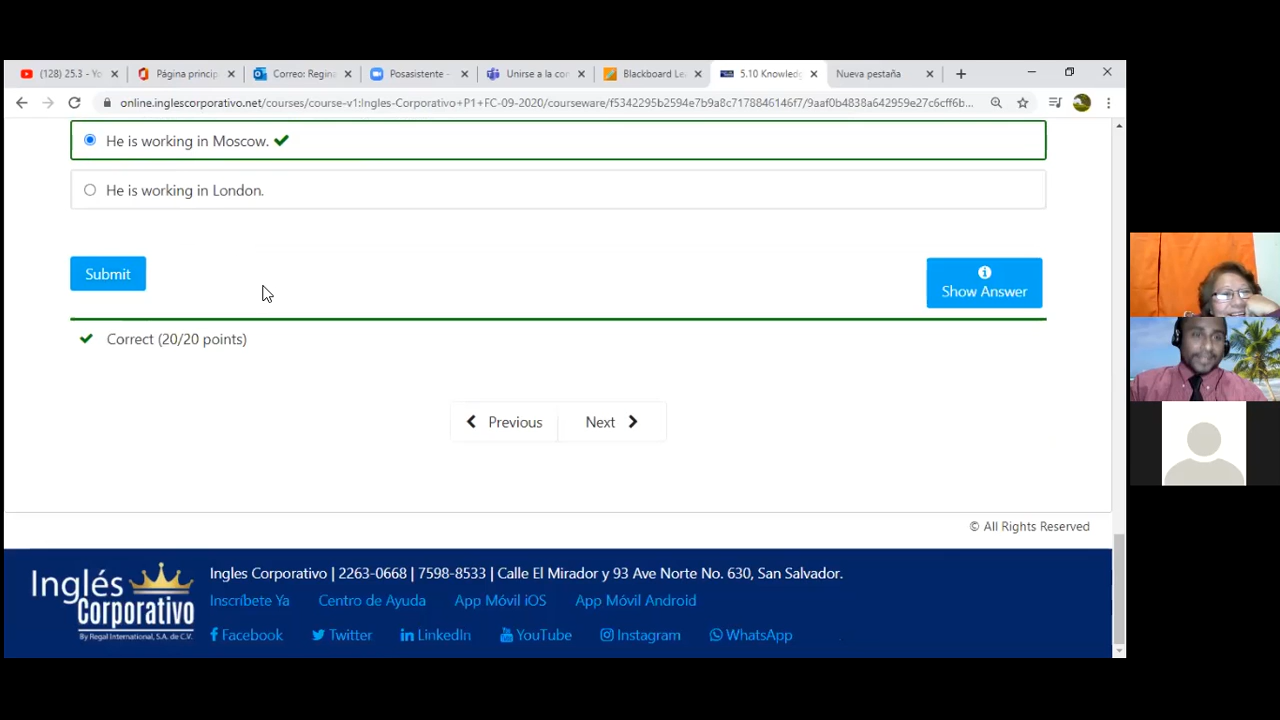 (128) 25.3 - Yo
Página princip
Correo: Regin
Posasistente -
Unirse a la con
Blackboard Le
5.10 Knowledg
Nueva pestaña
online.inglescorporativo.net/courses/course-v1:Ingles-Corporativo+P1+FC-09-2020/courseware/f5342295b2594e7b9a8c7178846146f7/9aaf0b4838a642959e27c6cff6b...
He is working in Moscow.
He is working in London.
Submit
Show Answer
Correct (20/20 points)
Previous
Next
© All Rights Reserved
Inglés
Corporativo
By Regal International, S.A. de C.V.
Ingles Corporativo | 2263-0668 | 7598-8533 | Calle El Mirador y 93 Ave Norte No. 630, San Salvador.
Inscríbete Ya
Centro de Ayuda
App Móvil iOS
App Móvil Android
Facebook
Twitter
LinkedIn
YouTube
Instagram
WhatsApp